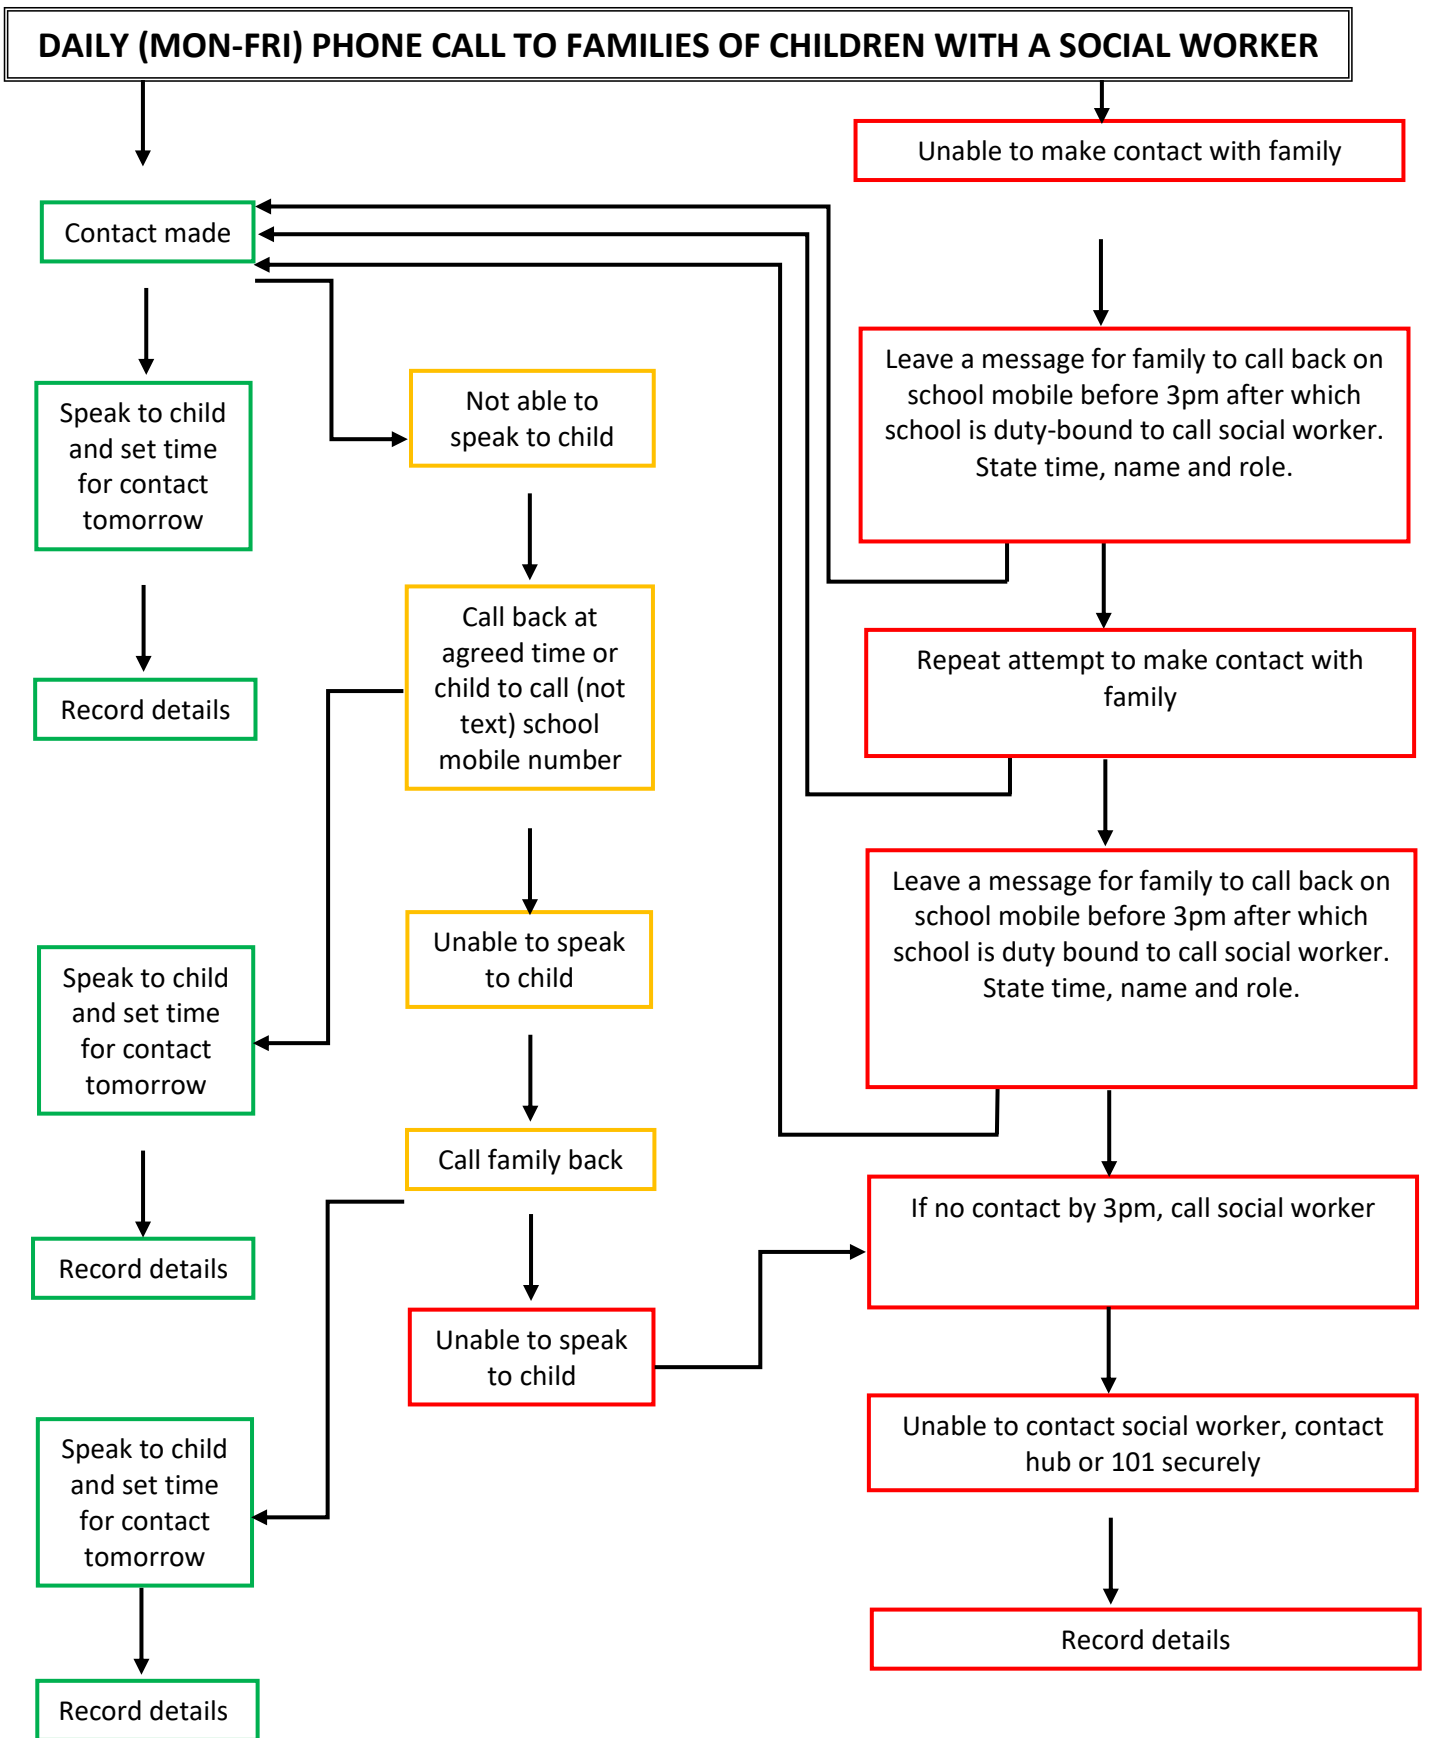 DAILY (MON-FRI) PHONE CALL TO FAMILIES OF CHILDREN WITH A SOCIAL WORKER
Unable to make contact with family
Contact made
Leave a message for family to call back on
school mobile before 3pm after which
school is duty-bound to call social worker.
State time, name and role.
Speak to child
and set time
for contact
tomorrow
Not able to
speak to child
Call back at
agreed time or
child to call (not
text) school
mobile number
Repeat attempt to make contact with
family
Record details
Leave a message for family to call back on
school mobile before 3pm after which
school is duty bound to call social worker.
State time, name and role.
Unable to speak
to child
Speak to child
and set time
for contact
tomorrow
Call family back
If no contact by 3pm, call social worker
Record details
Unable to speak
to child
Unable to contact social worker, contact
hub or 101 securely
Speak to child
and set time
for contact
tomorrow
Record details
Record details